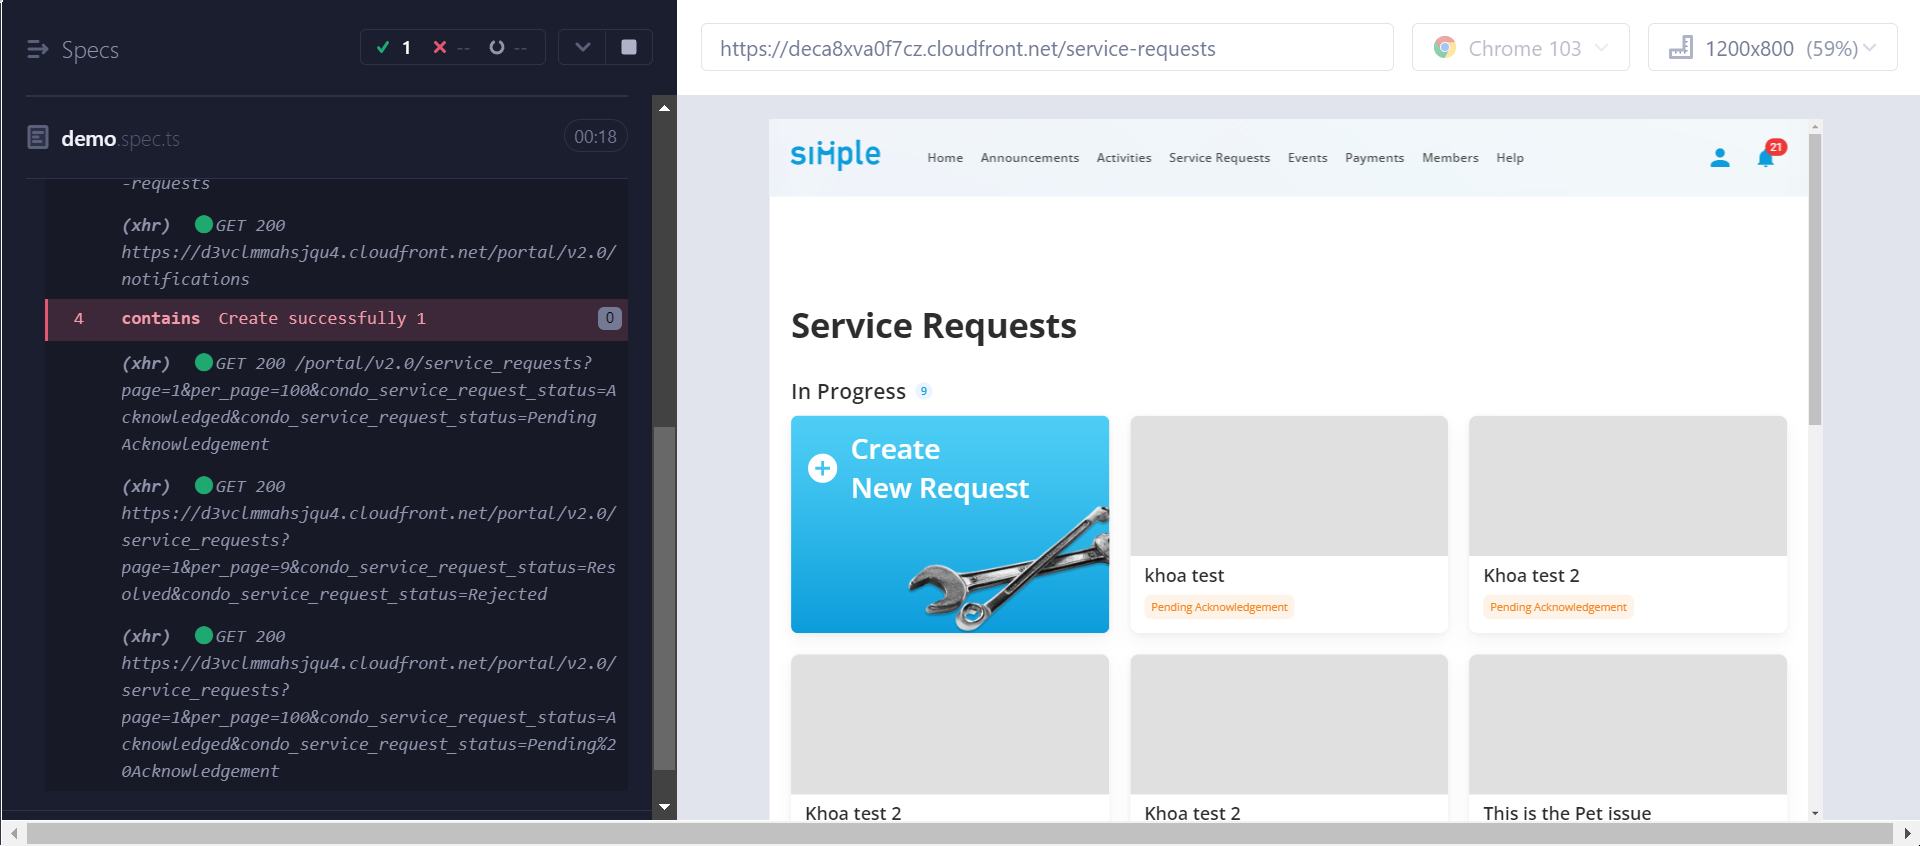 Specs
1
--
--
demo.spec.ts
00:18
-requests
(xhr) GET 200
https://d3vclmmahsjqu4.cloudfront.net/portal/v2.0/
notifications
4 contains Create successfully 1 0
(xhr) GET 200 /portal/v2.0/service_requests?
page=1&per_page=100&condo_service_request_status=A
cknowledged&condo_service_request_status=Pending
Acknowledgement
(xhr) GET 200
https://d3vclmmahsjqu4.cloudfront.net/portal/v2.0/
service_requests?
page=1&per_page=9&condo_service_request_status=Res
olved&condo_service_request_status=Rejected
(xhr) GET 200
https://d3vclmmahsjqu4.cloudfront.net/portal/v2.0/
service_requests?
page=1&per_page=100&condo_service_request_status=A
cknowledged&condo_service_request_status=Pending%2
0Acknowledgement
https://deca8xva0f7cz.cloudfront.net/service-requests
Chrome 103
1200x800 (59%)
simple
Home Announcements Activities Service Requests Events Payments Members Help
21
Service Requests
In Progress 9
Create
New Request
khoa test
Pending Acknowledgement
Khoa test 2
Pending Acknowledgement
Khoa test 2
Khoa test 2
This is the Pet issue